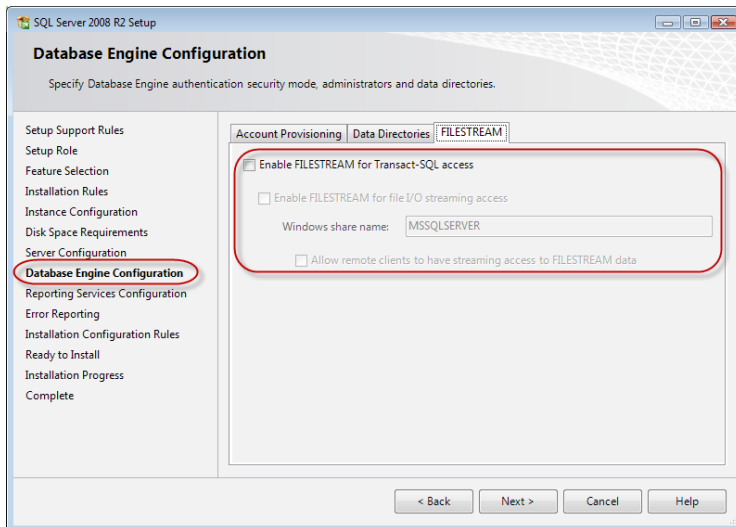 SQL Server 2008 R2 Setup
Database Engine Configuration
Specify Database Engine authentication security mode, administrators and data directories.
Setup Support Rules
Setup Role
Feature Selection
Installation Rules
Instance Configuration
Disk Space Requirements
Server Configuration
Database Engine Configuration
Reporting Services Configuration
Error Reporting
Installation Configuration Rules
Ready to Install
Installation Progress
Complete
Account Provisioning Data Directories FILESTREAM
Enable FILESTREAM for Transact-SQL access
Enable FILESTREAM for file I/O streaming access
Windows share name: MSSQLSERVER
Allow remote clients to have streaming access to FILESTREAM data
< Back Next > Cancel Help